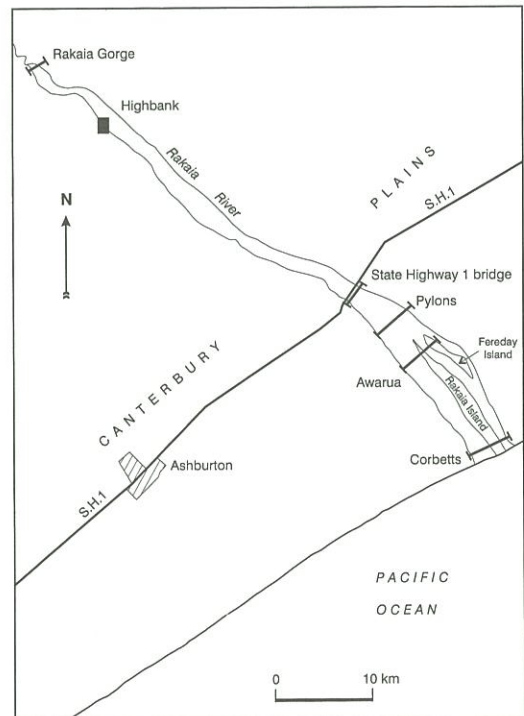 Rakaia Gorge
Highbank
Rakaia
River
N
PLAINS
S.H.1
State Highway 1 bridge
Pylons
Fereday
Island
Awarua
Rakaia Island
CANTERBURY
Corbetts
Ashburton
S.H.1
PACIFIC
OCEAN
0 10 km